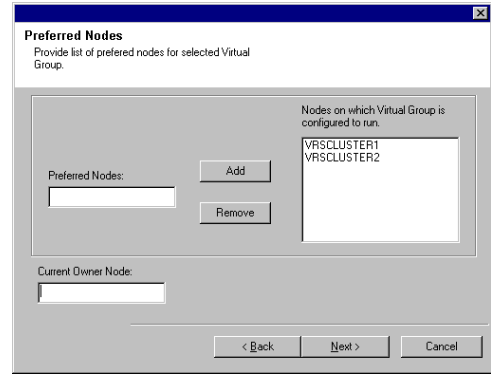 Preferred Nodes
Provide list of prefered nodes for selected Virtual
Group.
Nodes on which Virtual Group is
configured to run.
VRSCLUSTER1
VRSCLUSTER2
Preferred Nodes:
Add
Remove
Current Owner Node:
< Back
Next >
Cancel